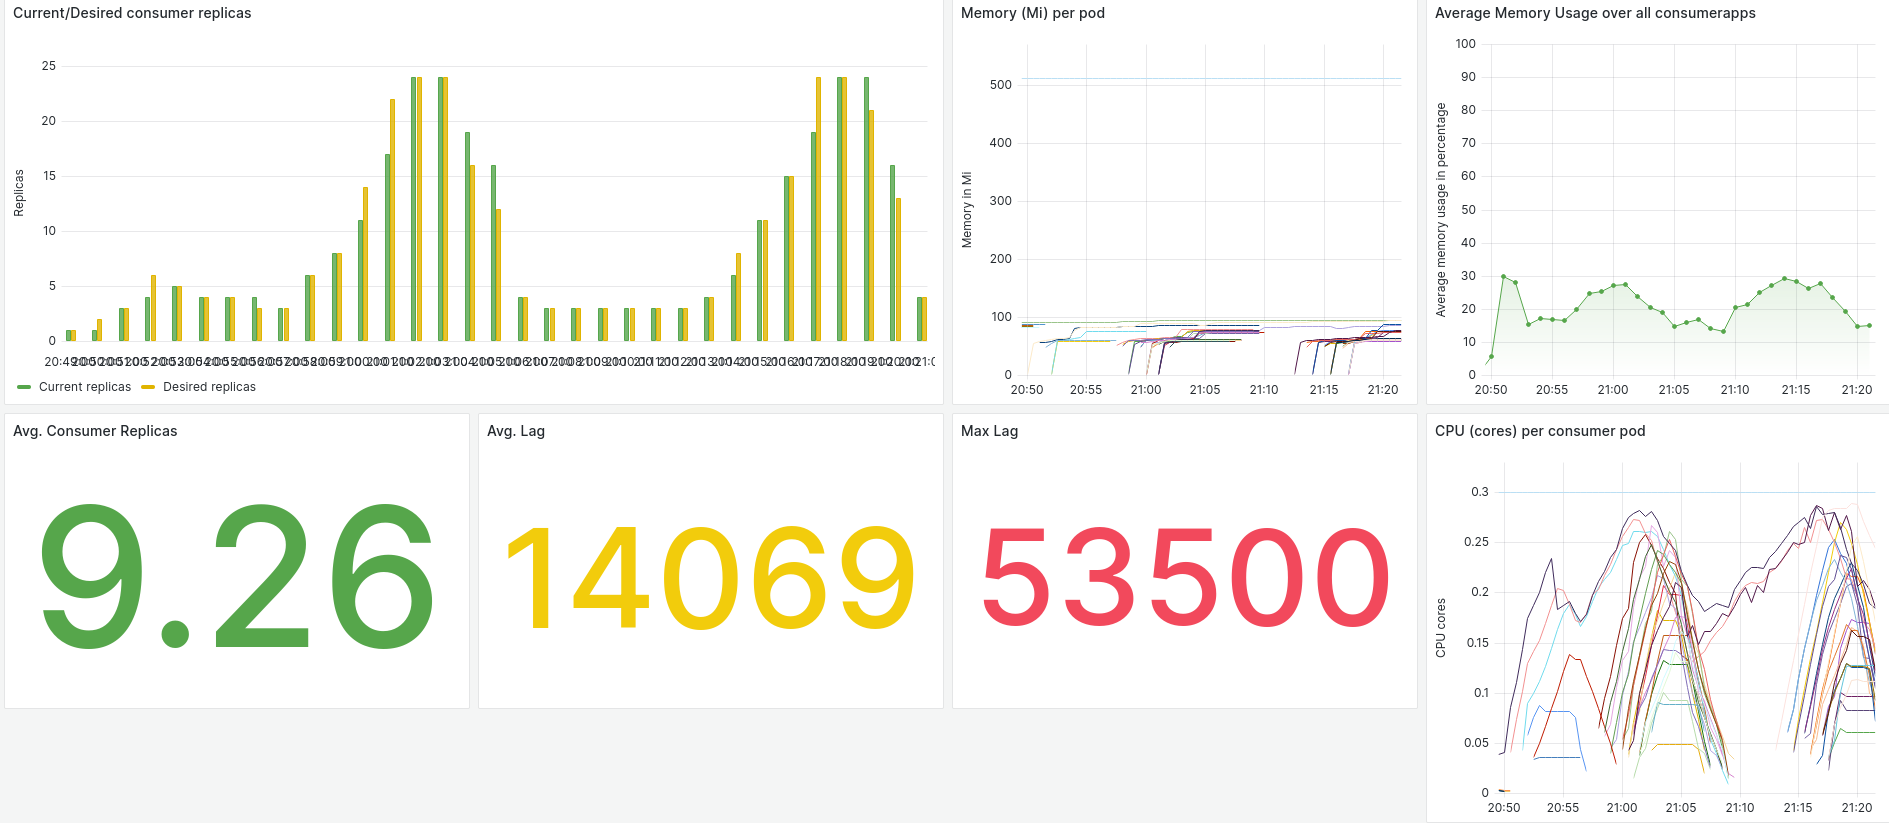 Current/Desired consumer replicas
Replicas
25
20
15
10
5
0
Current replicas
Desired replicas
Memory (Mi) per pod
Memory in Mi
500
400
300
200
100
0
20:50 20:55 21:00 21:05 21:10 21:15 21:20
Average Memory Usage over all consumerapps
Average memory usage in percentage
100
90
80
70
60
50
40
30
20
10
0
20:50 20:55 21:00 21:05 21:10 21:15 21:20
Avg. Consumer Replicas
9.26
Avg. Lag
14069
Max Lag
53500
CPU (cores) per consumer pod
CPU cores
0.3
0.25
0.2
0.15
0.1
0.05
0
20:50 20:55 21:00 21:05 21:10 21:15 21:20